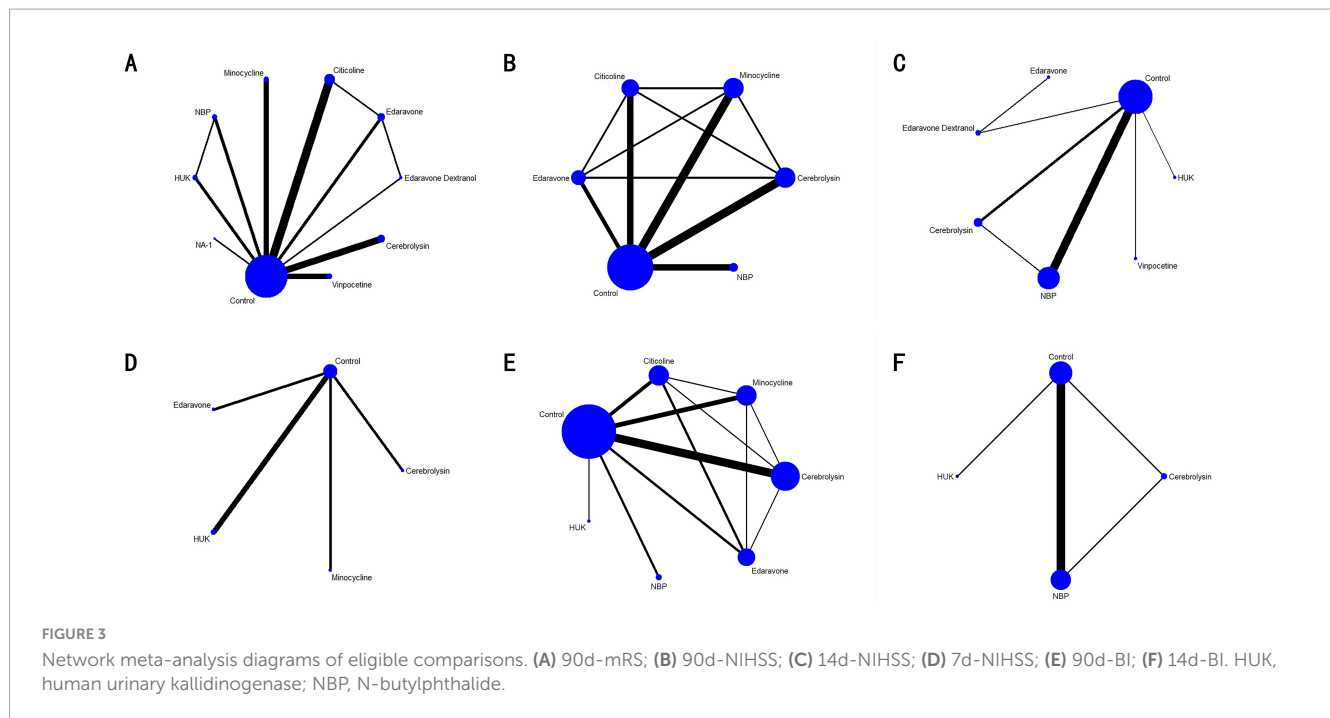 A
Minocycline
Citicoline
NBP
Edaravone
HUK
Edaravone Dextranol
NA-1
Cerebrolysin
Control
Vinpocetine
B
Citicoline
Minocycline
Edaravone
Cerebrolysin
Control
NBP
C
Edaravone
Control
Edaravone Dextranol
HUK
Cerebrolysin
Vinpocetine
NBP
D
Control
Edaravone
Cerebrolysin
HUK
Minocycline
E
Citicoline
Minocycline
Control
Cerebrolysin
HUK
Edaravone
NBP
F
Control
HUK
Cerebrolysin
NBP
FIGURE 3
Network meta-analysis diagrams of eligible comparisons. (A) 90d-mRS; (B) 90d-NIHSS; (C) 14d-NIHSS; (D) 7d-NIHSS; (E) 90d-BI; (F) 14d-BI. HUK,
human urinary kallidinogenase; NBP, N-butylphthalide.